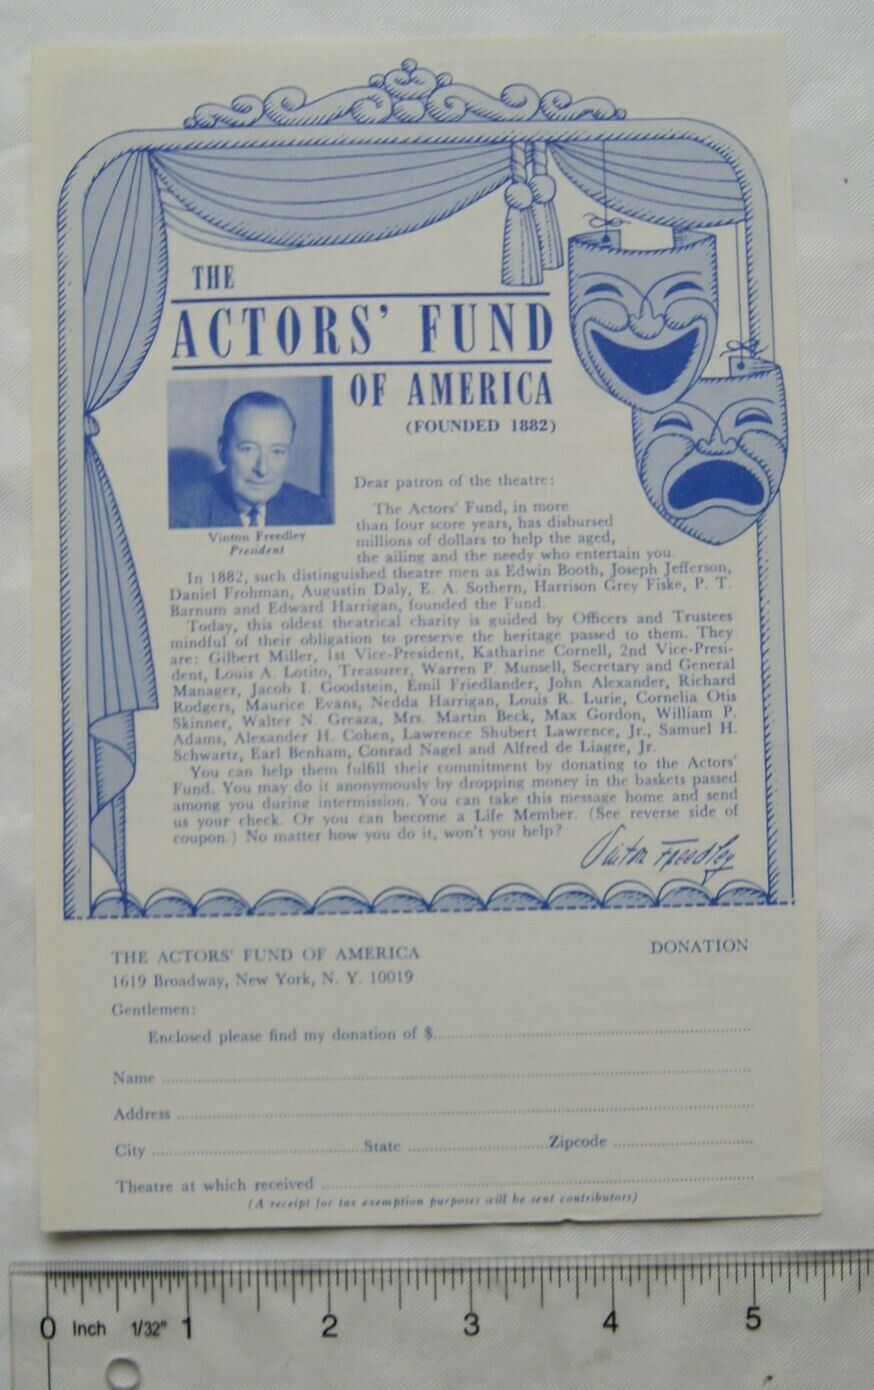 THE
ACTORS' FUND
OF AMERICA
(FOUNDED 1882)
Vinton Freedley
President
Dear patron of the theatre:
The Actors' Fund, in more
than four score years, has disbursed
millions of dollars to help the aged,
the ailing and the needy who entertain you.
In 1882, such distinguished theatre men as Edwin Booth, Joseph Jefferson,
Daniel Frohman, Augustin Daly, E. A. Sothern, Harrison Grey Fiske, P. T.
Barnum and Edward Harrigan, founded the Fund.
Today, this oldest theatrical charity is guided by Officers and Trustees
mindful of their obligation to preserve the heritage passed to them. They
are: Gilbert Miller, 1st Vice-President, Katharine Cornell, 2nd Vice-Presi-
dent, Louis A. Lotito, Treasurer, Warren P. Munsell, Secretary and General
Manager, Jacob I. Goodstein, Emil Friedlander, John Alexander, Richard
Rodgers, Maurice Evans, Nedda Harrigan, Louis R. Lurie, Cornelia Otis
Skinner, Walter N. Greaza, Mrs. Martin Beck, Max Gordon, William P.
Adams, Alexander H. Cohen, Lawrence Shubert Lawrence, Jr., Samuel H.
Schwartz, Earl Benham, Conrad Nagel and Alfred de Liagre, Jr.
You can help them fulfill their commitment by donating to the Actors'
Fund. You may do it anonymously by dropping money in the baskets passed
among you during intermission. You can take this message home and send
us your check. Or you can become a Life Member. (See reverse side of
coupon.) No matter how you do it, won't you help?
Vinton Freedley
THE ACTORS' FUND OF AMERICA DONATION
1619 Broadway, New York, N. Y. 10019
Gentlemen:
Enclosed please find my donation of $
Name
Address
City State Zipcode
Theatre at which received
(A receipt for tax exemption purposes will be sent contributors)
0 Inch 1/32" 1 2 3 4 5